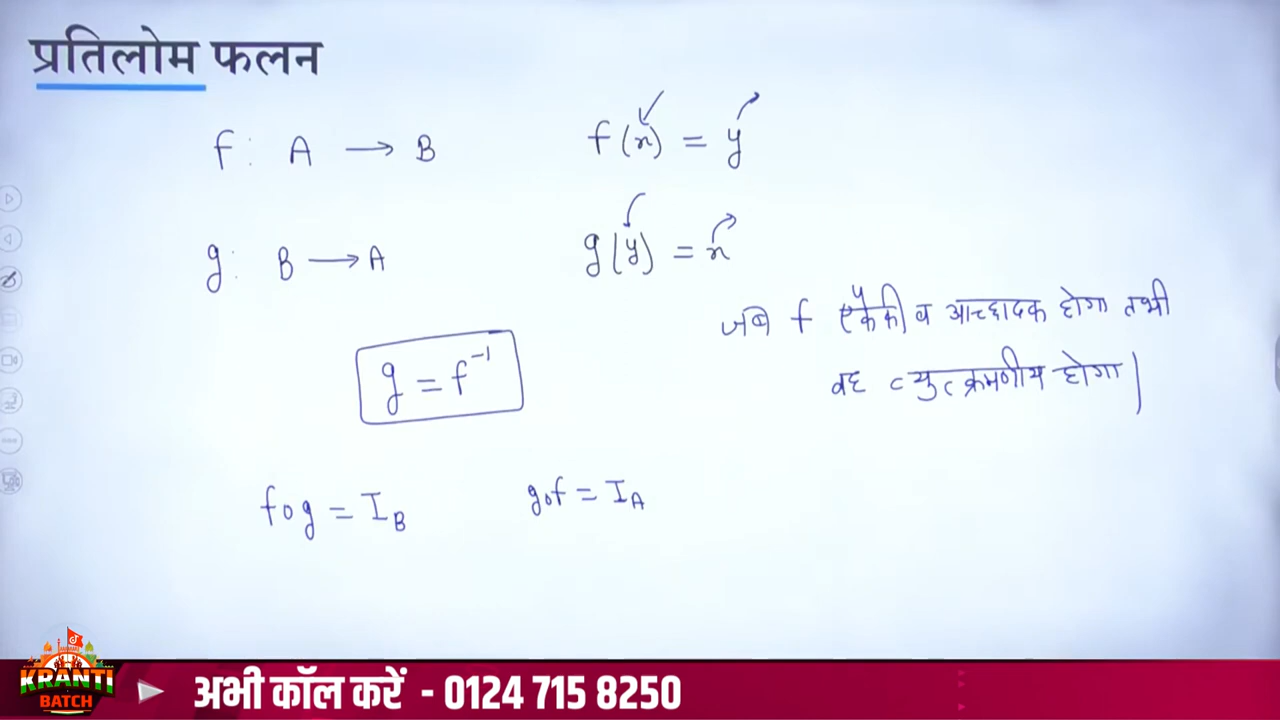 प्रतिलोम फलन
f: A → B
f(x) = y
g: B → A
g(y) = x
जब f एकैकी व आच्छादक होगा तभी
वह व्युत्क्रमणीय होगा।
g = f⁻¹
fog = I_B
gof = I_A
KRANTI
BATCH
अभी कॉल करें - 0124 715 8250